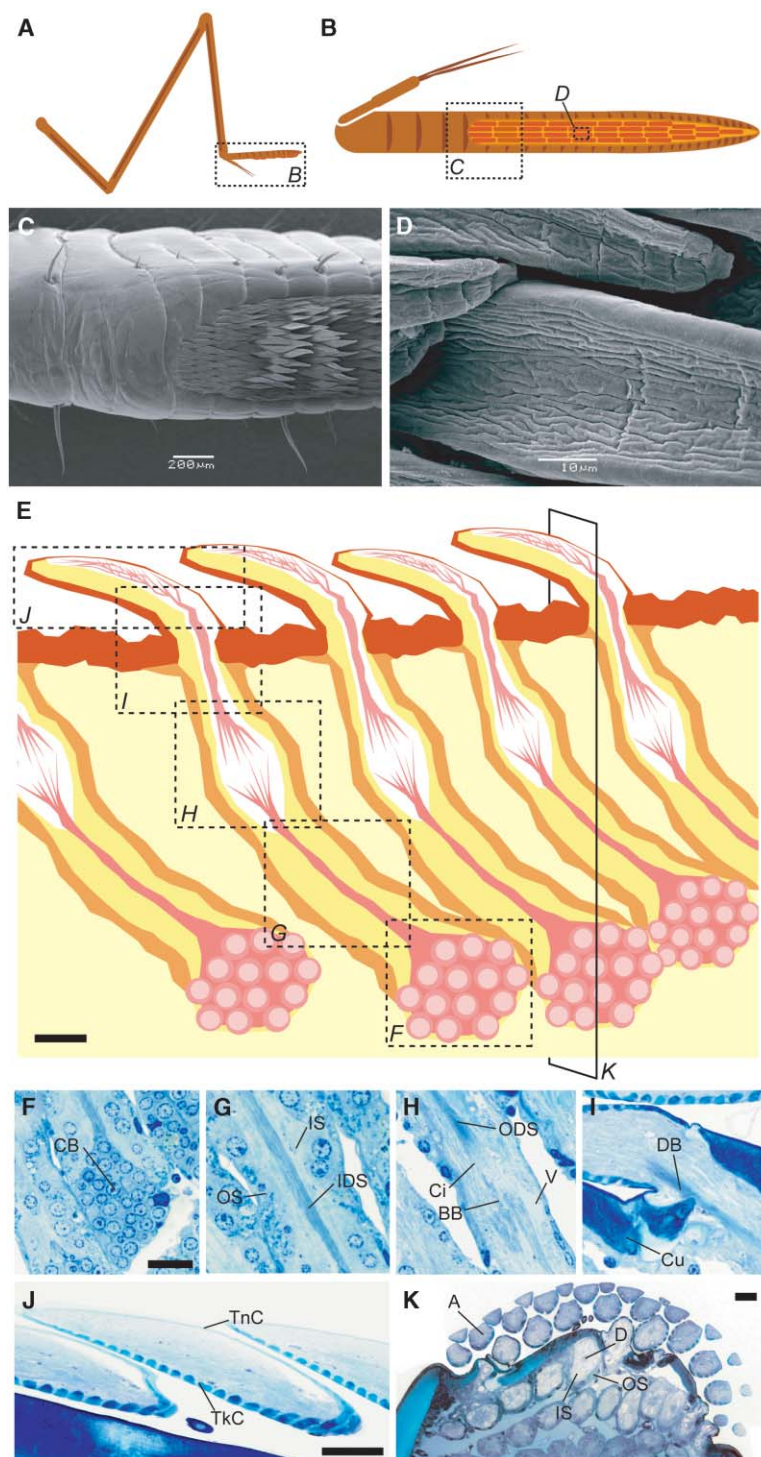 A
B
B
D
C
C
200µm
D
10µm
E
J
I
H
G
F
K
F
CB
G
IS
OS
IDS
H
ODS
Ci
BB
V
I
DB
Cu
J
TnC
TkC
K
A
D
OS
IS